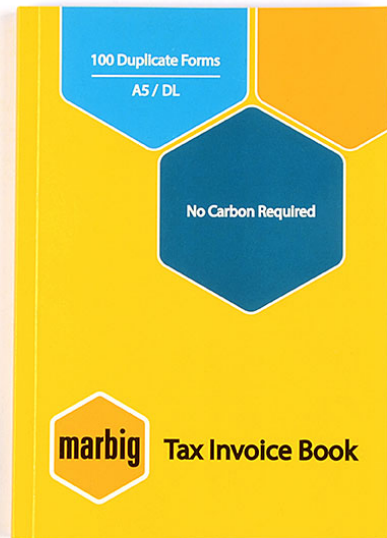 100 Duplicate Forms
A5 / DL
No Carbon Required
marbig
Tax Invoice Book